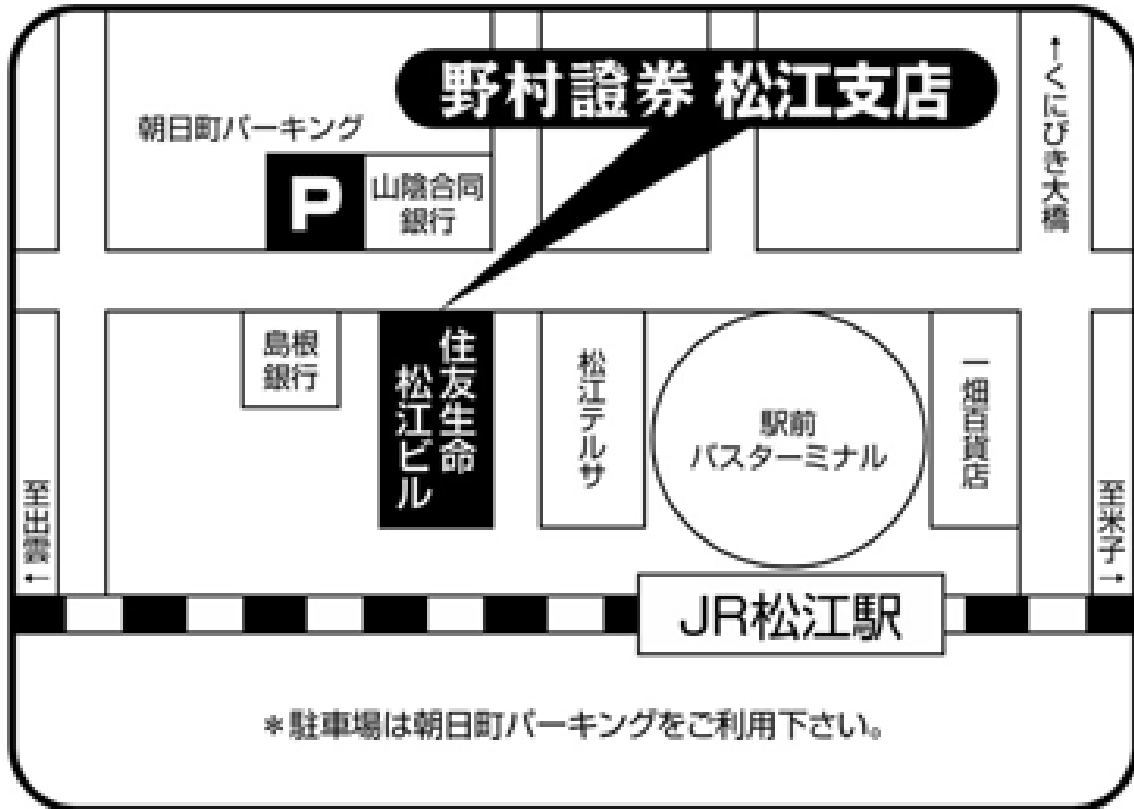 野村證券 松江支店
←くにびき大橋
朝日町パーキング
P
山陰合同
銀行
島根
銀行
住友生命
松江ビル
松江テルサ
駅前
バスターミナル
一畑百貨店
至出雲
←
至米子
→
JR松江駅
*駐車場は朝日町パーキングをご利用下さい。